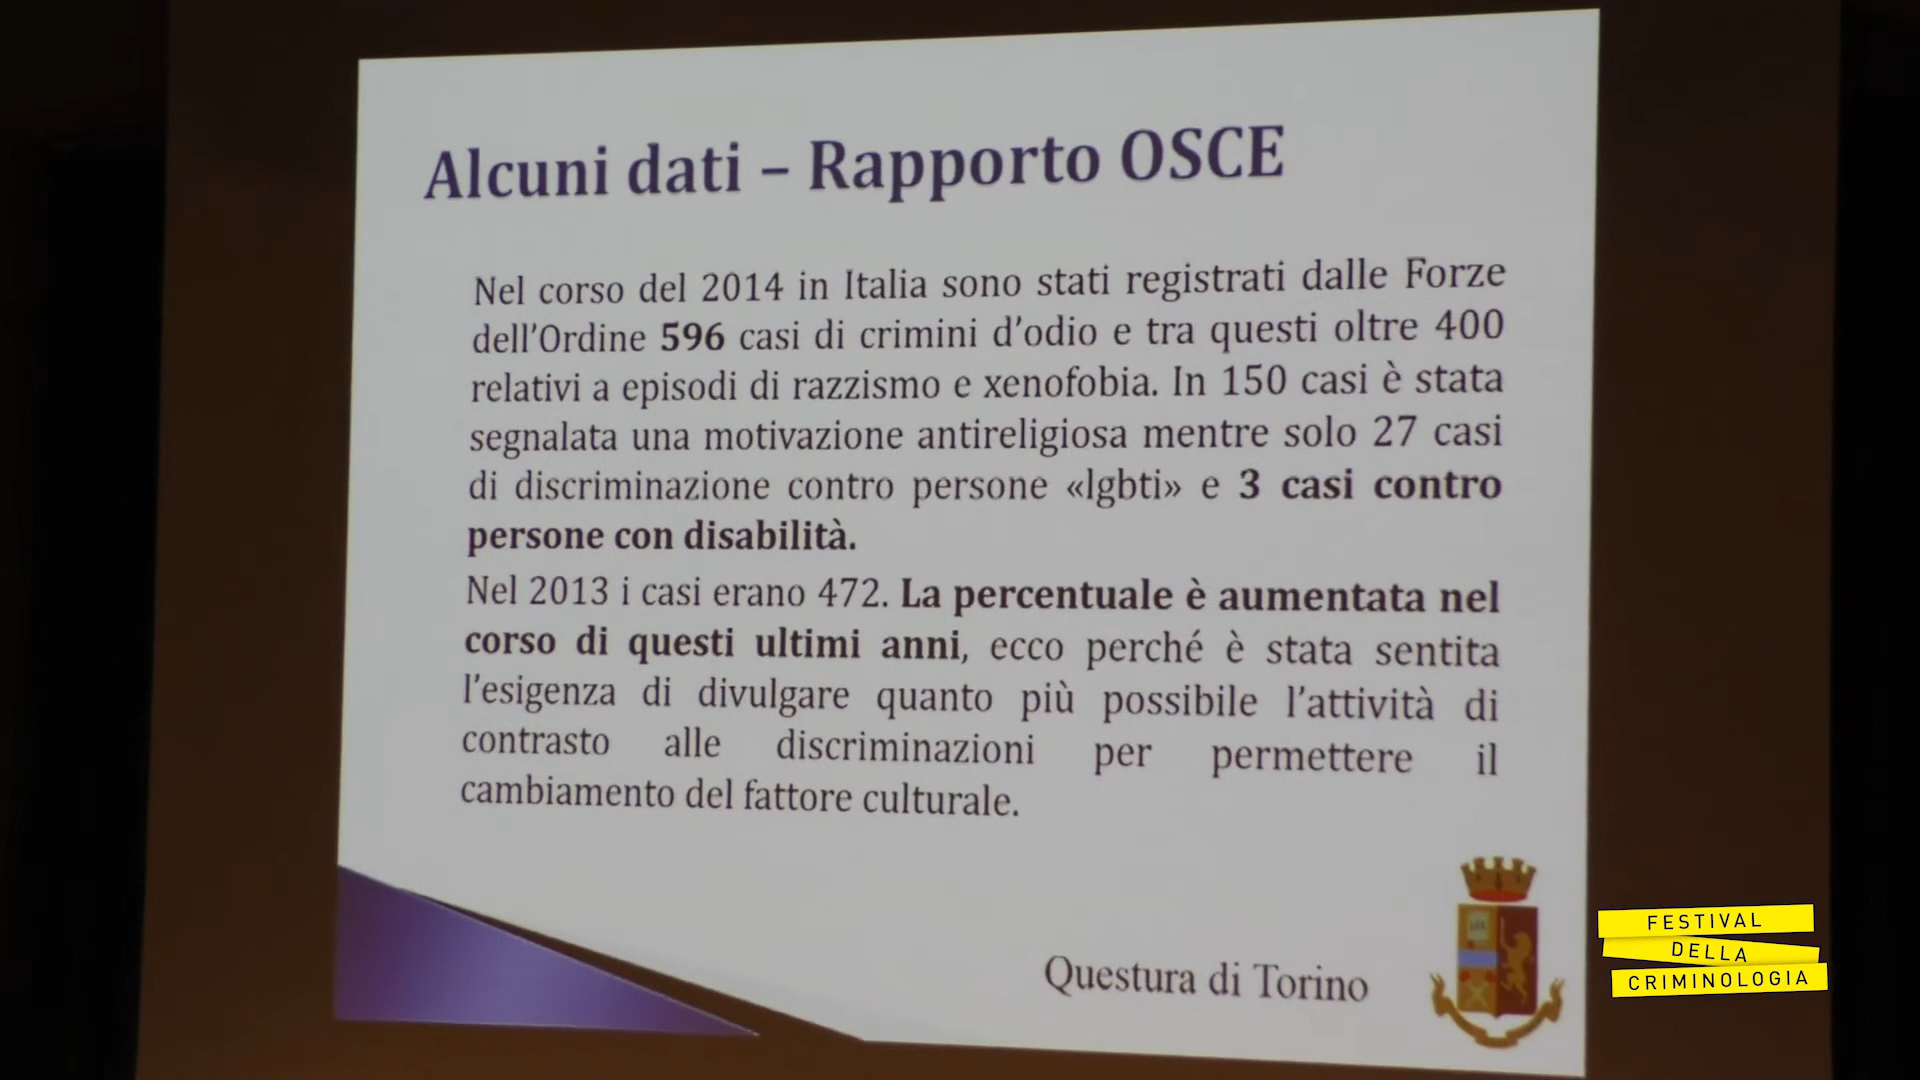 Alcuni dati – Rapporto OSCE
Nel corso del 2014 in Italia sono stati registrati dalle Forze
dell'Ordine 596 casi di crimini d'odio e tra questi oltre 400
relativi a episodi di razzismo e xenofobia. In 150 casi è stata
segnalata una motivazione antireligiosa mentre solo 27 casi
di discriminazione contro persone «lgbti» e 3 casi contro
persone con disabilità.
Nel 2013 i casi erano 472. La percentuale è aumentata nel
corso di questi ultimi anni, ecco perché è stata sentita
l'esigenza di divulgare quanto più possibile l'attività di
contrasto alle discriminazioni per permettere il
cambiamento del fattore culturale.
Questura di Torino
FESTIVAL
DELLA
CRIMINOLOGIA